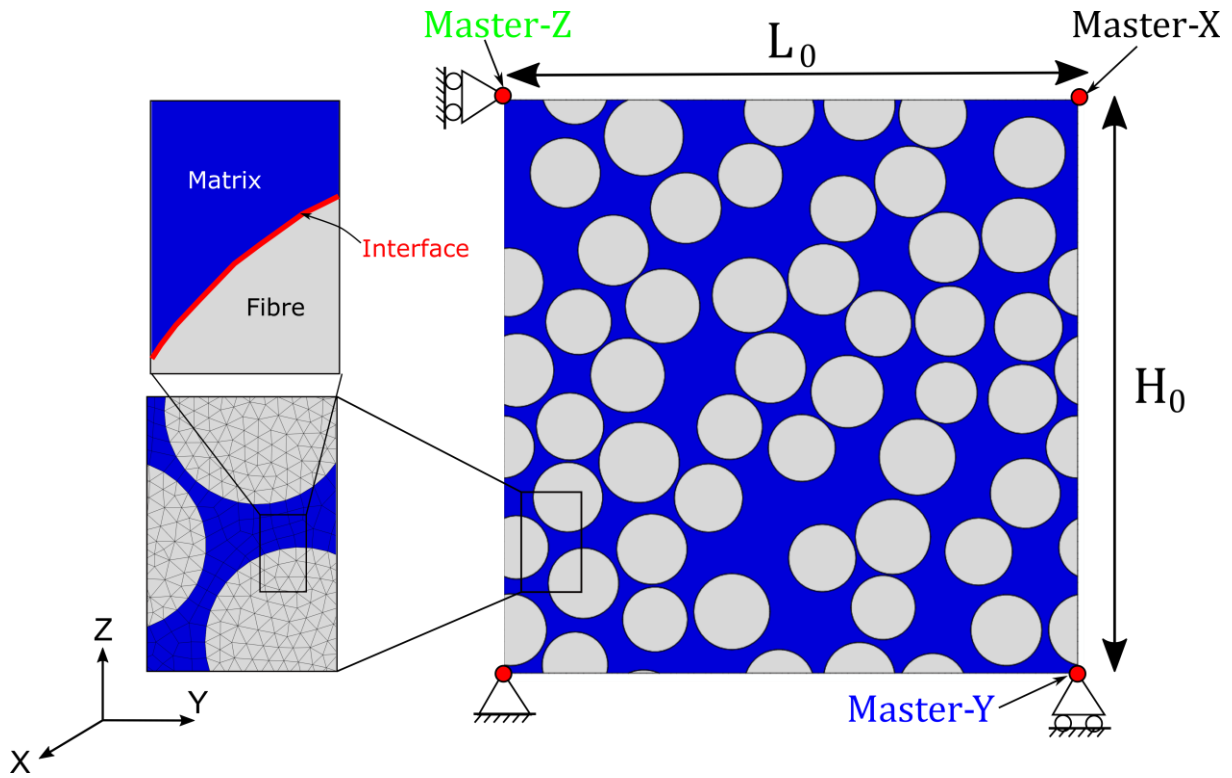 Master-Z
L₀
Master-X
Matrix
Interface
Fibre
H₀
Master-Y
Z
Y
X